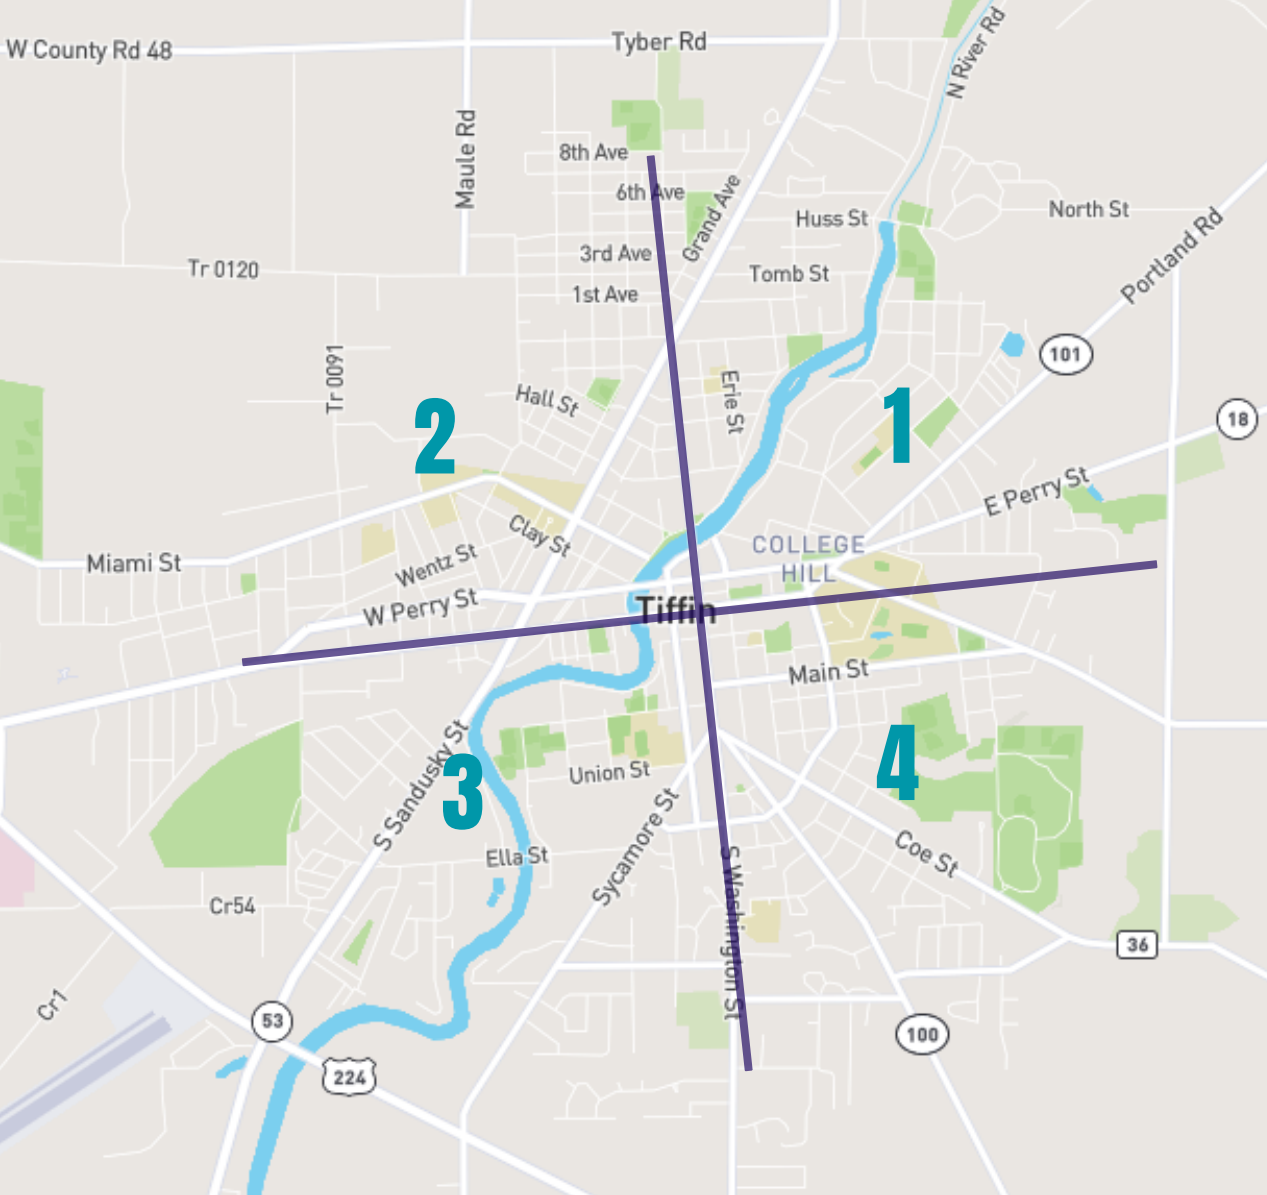 W County Rd 48
Tyber Rd
N River Rd
Maule Rd
8th Ave
6th Ave
Grand Ave
Huss St
North St
Portland Rd
3rd Ave
Tomb St
Tr 0120
1st Ave
101
Tr 0091
Erie St
Hall St
1
18
2
E Perry St
Clay St
COLLEGE
HILL
Miami St
Wentz St
W Perry St
Tiffin
Main St
S Sandusky St
4
3
Union St
Sycamore St
Coe St
Ella St
S Washington St
Cr54
36
Cr1
53
100
224